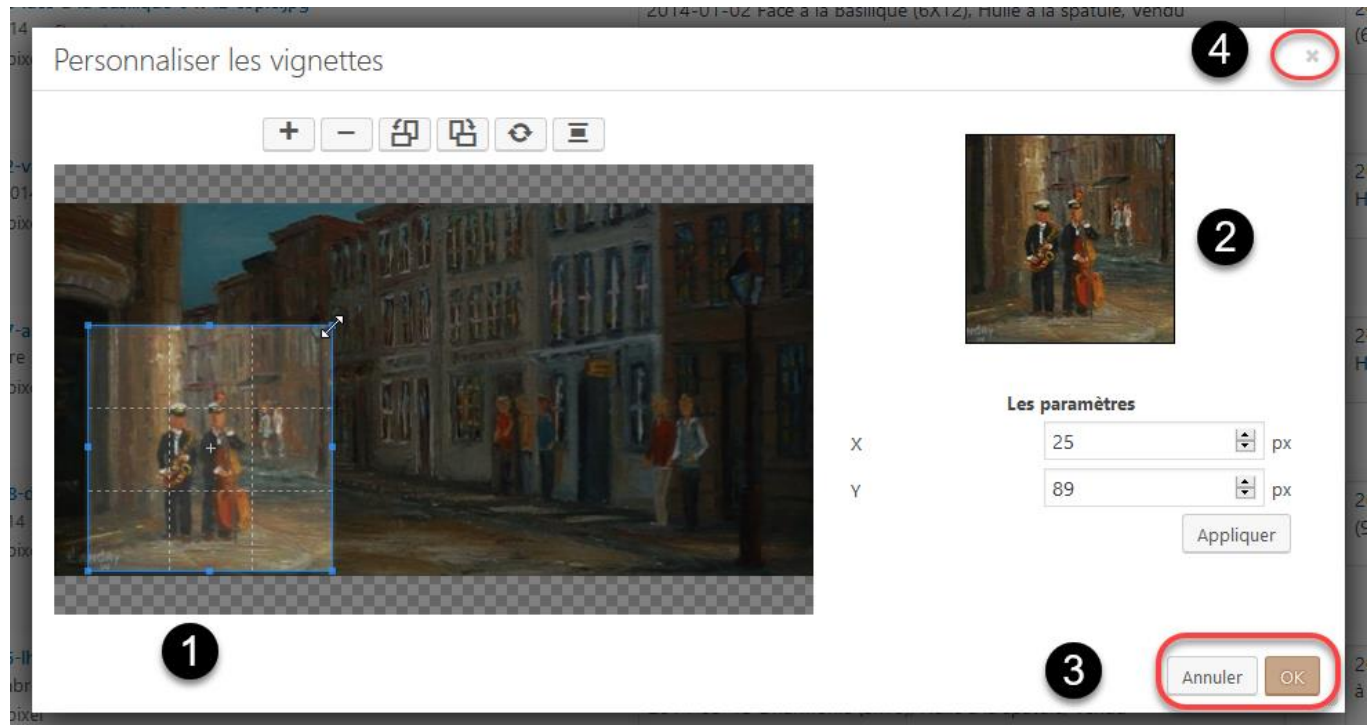 2014-01-02 Face à la Basilique (6X12), Huile à la spatule, Vendu
4
Personnaliser les vignettes
2
Les paramètres
X 25 px
Y 89 px
Appliquer
1
3
Annuler OK